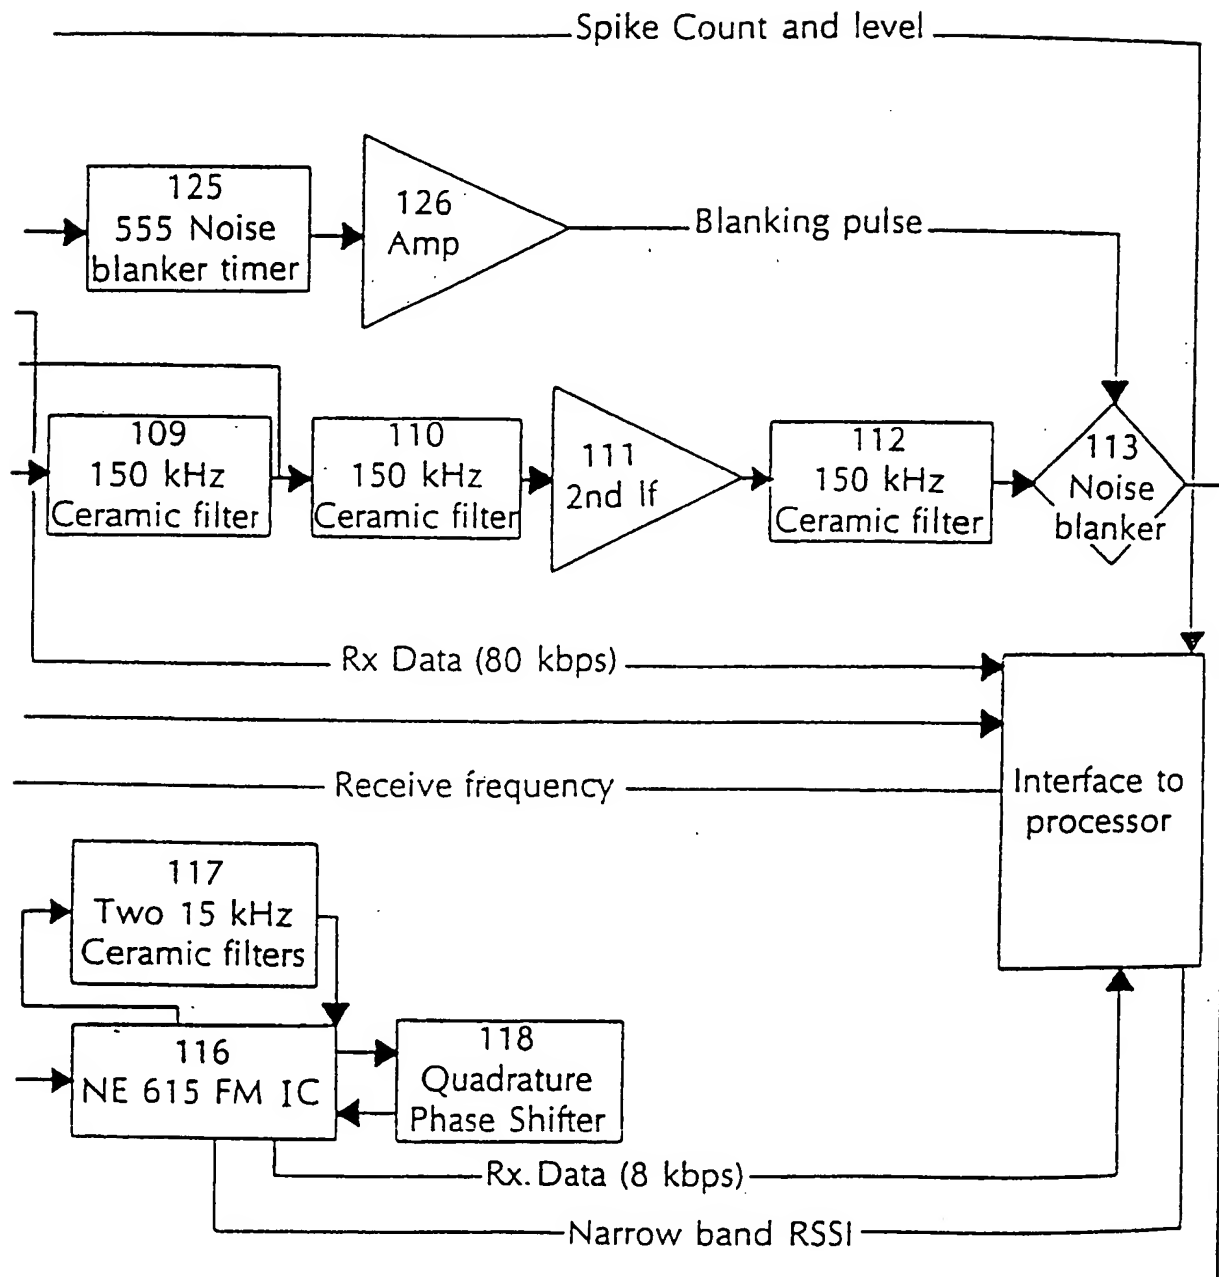 Spike Count and level
125
555 Noise
blanker timer
126
Amp
Blanking pulse
109
150 kHz
Ceramic filter
110
150 kHz
Ceramic filter
111
2nd If
112
150 kHz
Ceramic filter
113
Noise
blanker
Rx Data (80 kbps)
Receive frequency
Interface to
processor
117
Two 15 kHz
Ceramic filters
116
NE 615 FM IC
118
Quadrature
Phase Shifter
Rx. Data (8 kbps)
Narrow band RSSI